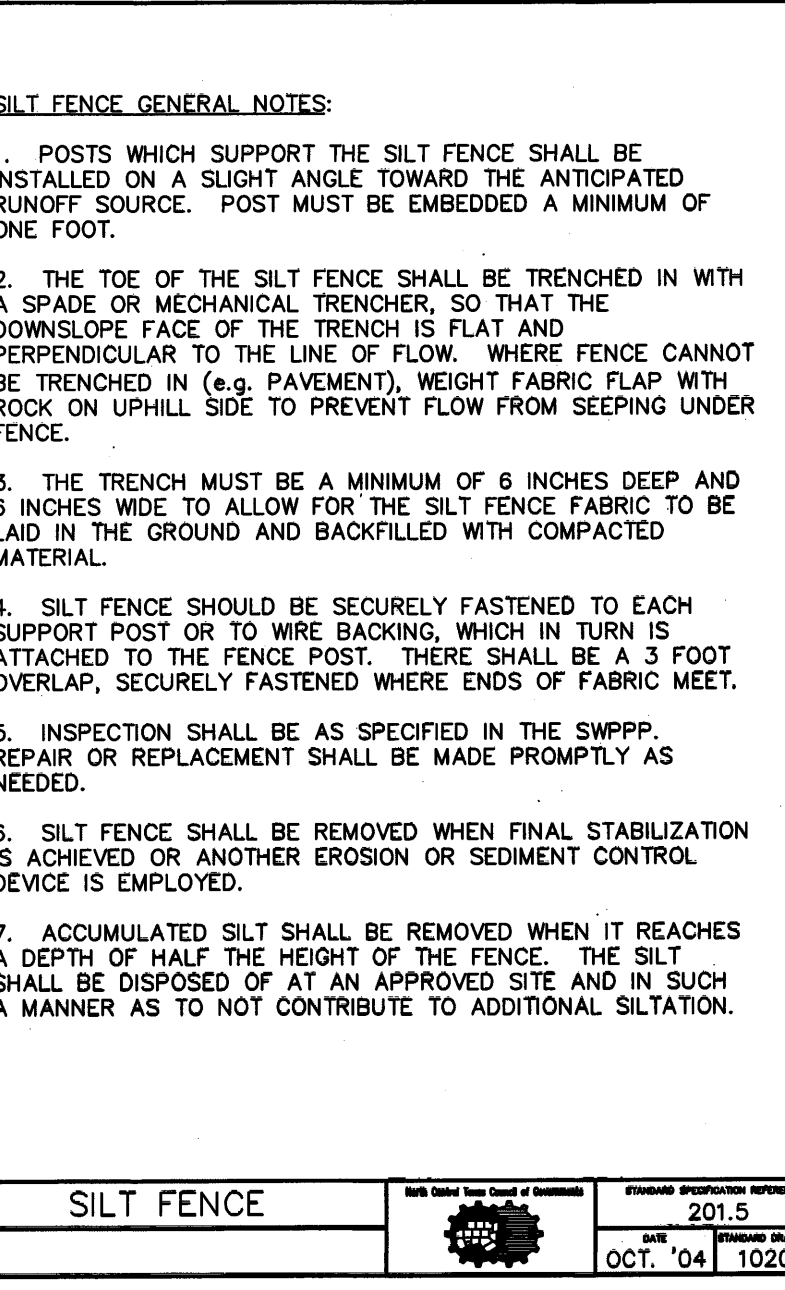 SILT FENCE GENERAL NOTES:
. POSTS WHICH SUPPORT THE SILT FENCE SHALL BE
INSTALLED ON A SLIGHT ANGLE TOWARD THE ANTICIPATED
RUNOFF SOURCE. POST MUST BE EMBEDDED A MINIMUM OF
ONE FOOT.
2. THE TOE OF THE SILT FENCE SHALL BE TRENCHED IN WITH
A SPADE OR MECHANICAL TRENCHER, SO THAT THE
DOWNSLOPE FACE OF THE TRENCH IS FLAT AND
PERPENDICULAR TO THE LINE OF FLOW. WHERE FENCE CANNOT
BE TRENCHED IN (e.g. PAVEMENT), WEIGHT FABRIC FLAP WITH
ROCK ON UPHILL SIDE TO PREVENT FLOW FROM SEEPING UNDER
FENCE.
3. THE TRENCH MUST BE A MINIMUM OF 6 INCHES DEEP AND
6 INCHES WIDE TO ALLOW FOR THE SILT FENCE FABRIC TO BE
LAID IN THE GROUND AND BACKFILLED WITH COMPACTED
MATERIAL.
4. SILT FENCE SHOULD BE SECURELY FASTENED TO EACH
SUPPORT POST OR TO WIRE BACKING, WHICH IN TURN IS
ATTACHED TO THE FENCE POST. THERE SHALL BE A 3 FOOT
OVERLAP, SECURELY FASTENED WHERE ENDS OF FABRIC MEET.
5. INSPECTION SHALL BE AS SPECIFIED IN THE SWPPP.
REPAIR OR REPLACEMENT SHALL BE MADE PROMPTLY AS
NEEDED.
6. SILT FENCE SHALL BE REMOVED WHEN FINAL STABILIZATION
IS ACHIEVED OR ANOTHER EROSION OR SEDIMENT CONTROL
DEVICE IS EMPLOYED.
7. ACCUMULATED SILT SHALL BE REMOVED WHEN IT REACHES
A DEPTH OF HALF THE HEIGHT OF THE FENCE. THE SILT
SHALL BE DISPOSED OF AT AN APPROVED SITE AND IN SUCH
A MANNER AS TO NOT CONTRIBUTE TO ADDITIONAL SILTATION.
SILT FENCE
North Central Texas Council of Governments
STANDARD SPECIFICATION REFERE
201.5
DATE
OCT. '04
STANDARD DR
1020